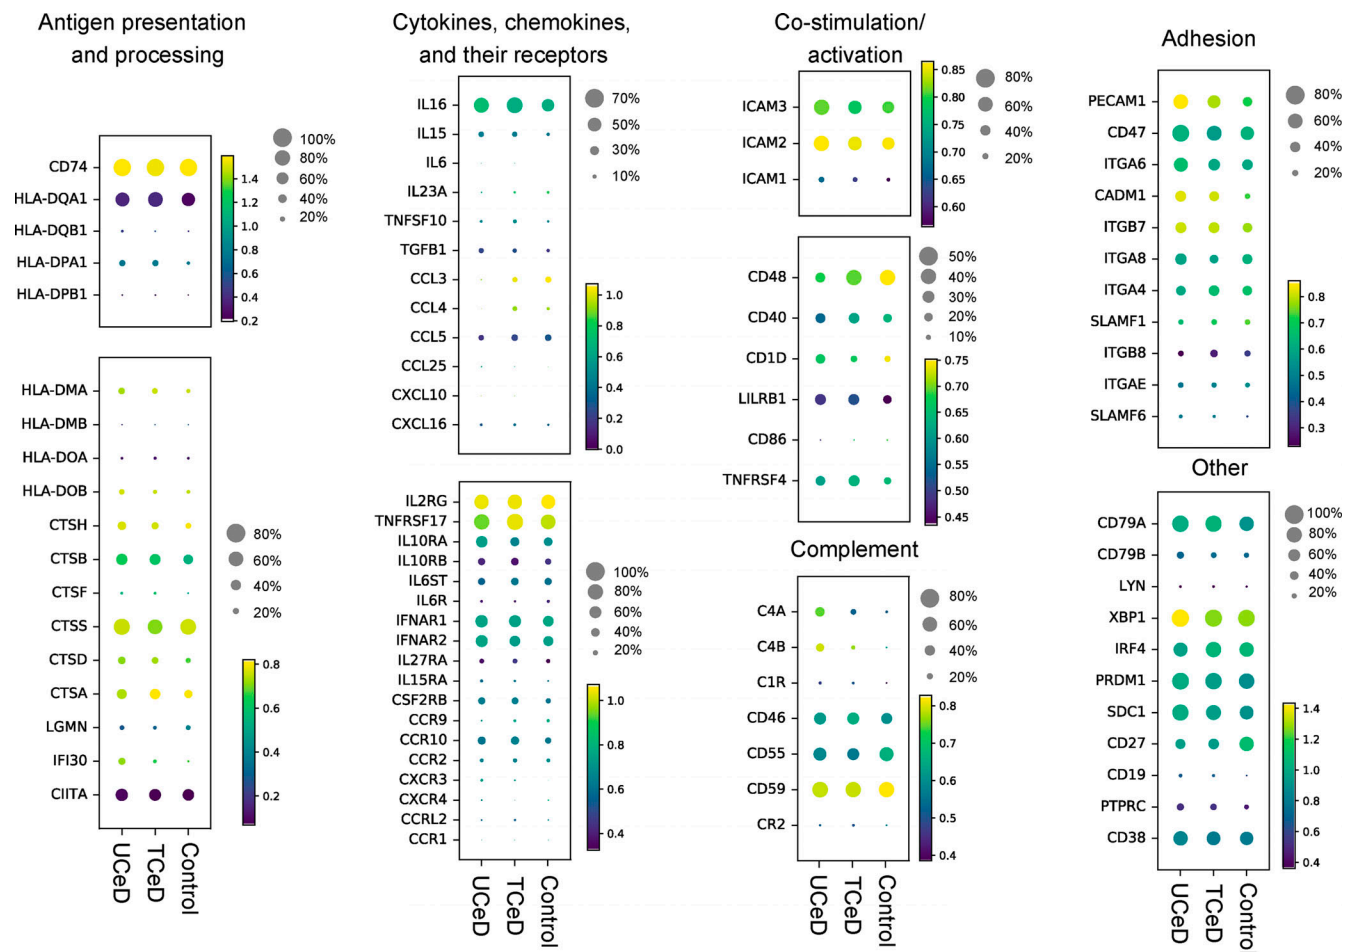 Antigen presentation
and processing
CD74
HLA-DQA1
HLA-DQB1
HLA-DPA1
HLA-DPB1
100%
80%
60%
40%
20%
1.4
1.2
1.0
0.8
0.6
0.4
0.2
HLA-DMA
HLA-DMB
HLA-DOA
HLA-DOB
CTSH
CTSB
CTSF
CTSS
CTSD
CTSA
LGMN
IFI30
CIITA
80%
60%
40%
20%
0.8
0.6
0.4
0.2
UCeD
TCeD
Control
Cytokines, chemokines,
and their receptors
IL16
IL15
IL6
IL23A
TNFSF10
TGFB1
CCL3
CCL4
CCL5
CCL25
CXCL10
CXCL16
70%
50%
30%
10%
1.0
0.8
0.6
0.4
0.2
0.0
IL2RG
TNFRSF17
IL10RA
IL10RB
IL6ST
IL6R
IFNAR1
IFNAR2
IL27RA
IL15RA
CSF2RB
CCR9
CCR10
CCR2
CXCR3
CXCR4
CCRL2
CCR1
100%
80%
60%
40%
20%
1.0
0.8
0.6
0.4
UCeD
TCeD
Control
Co-stimulation/
activation
ICAM3
ICAM2
ICAM1
0.85
0.80
0.75
0.70
0.65
0.60
80%
60%
40%
20%
CD48
CD40
CD1D
LILRB1
CD86
TNFRSF4
50%
40%
30%
20%
10%
0.75
0.70
0.65
0.60
0.55
0.50
0.45
Complement
C4A
C4B
C1R
CD46
CD55
CD59
CR2
80%
60%
40%
20%
0.8
0.7
0.6
0.5
0.4
UCeD
TCeD
Control
Adhesion
PECAM1
CD47
ITGA6
CADM1
ITGB7
ITGA8
ITGA4
SLAMF1
ITGB8
ITGAE
SLAMF6
80%
60%
40%
20%
0.8
0.7
0.6
0.5
0.4
0.3
Other
CD79A
CD79B
LYN
XBP1
IRF4
PRDM1
SDC1
CD27
CD19
PTPRC
CD38
100%
80%
60%
40%
20%
1.4
1.2
1.0
0.8
0.6
0.4
UCeD
TCeD
Control